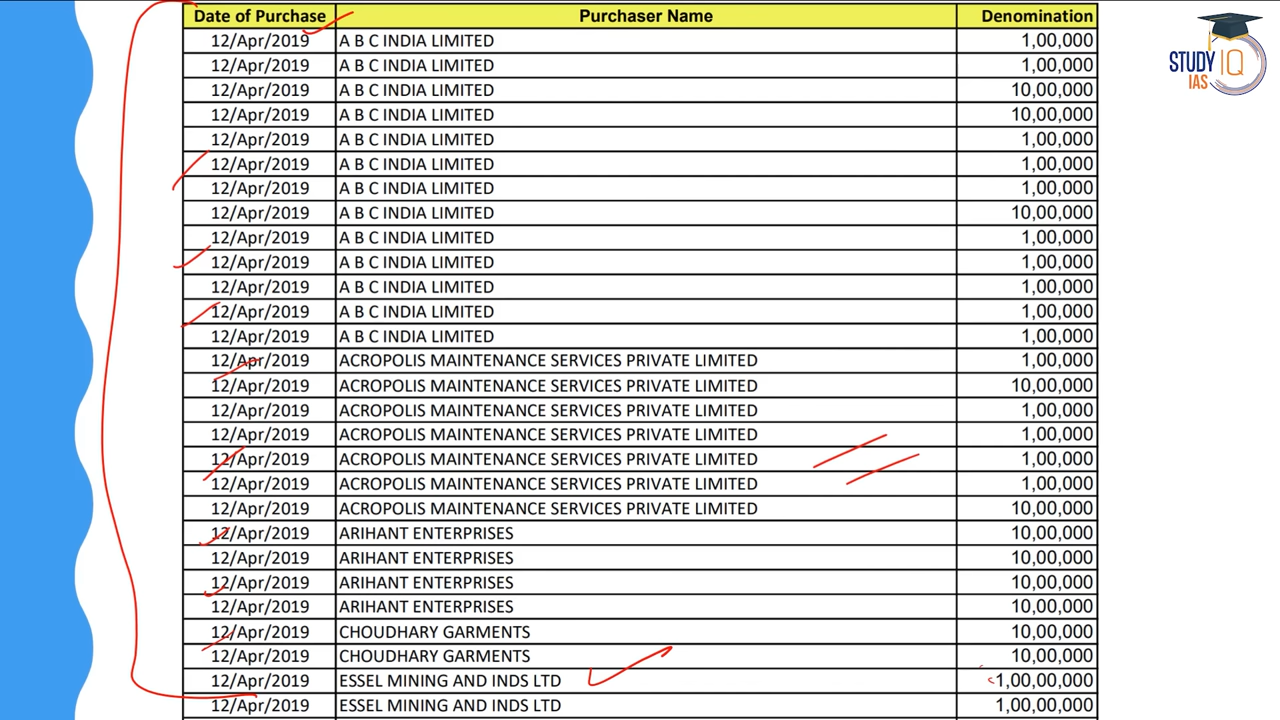 Date of Purchase Purchaser Name Denomination
12/Apr/2019 A B C INDIA LIMITED 1,00,000
12/Apr/2019 A B C INDIA LIMITED 1,00,000
12/Apr/2019 A B C INDIA LIMITED 10,00,000
12/Apr/2019 A B C INDIA LIMITED 10,00,000
12/Apr/2019 A B C INDIA LIMITED 1,00,000
12/Apr/2019 A B C INDIA LIMITED 1,00,000
12/Apr/2019 A B C INDIA LIMITED 1,00,000
12/Apr/2019 A B C INDIA LIMITED 10,00,000
12/Apr/2019 A B C INDIA LIMITED 1,00,000
12/Apr/2019 A B C INDIA LIMITED 1,00,000
12/Apr/2019 A B C INDIA LIMITED 1,00,000
12/Apr/2019 A B C INDIA LIMITED 1,00,000
12/Apr/2019 A B C INDIA LIMITED 1,00,000
12/Apr/2019 ACROPOLIS MAINTENANCE SERVICES PRIVATE LIMITED 1,00,000
12/Apr/2019 ACROPOLIS MAINTENANCE SERVICES PRIVATE LIMITED 10,00,000
12/Apr/2019 ACROPOLIS MAINTENANCE SERVICES PRIVATE LIMITED 1,00,000
12/Apr/2019 ACROPOLIS MAINTENANCE SERVICES PRIVATE LIMITED 1,00,000
12/Apr/2019 ACROPOLIS MAINTENANCE SERVICES PRIVATE LIMITED 1,00,000
12/Apr/2019 ACROPOLIS MAINTENANCE SERVICES PRIVATE LIMITED 1,00,000
12/Apr/2019 ACROPOLIS MAINTENANCE SERVICES PRIVATE LIMITED 10,00,000
12/Apr/2019 ARIHANT ENTERPRISES 10,00,000
12/Apr/2019 ARIHANT ENTERPRISES 10,00,000
12/Apr/2019 ARIHANT ENTERPRISES 10,00,000
12/Apr/2019 ARIHANT ENTERPRISES 10,00,000
12/Apr/2019 CHOUDHARY GARMENTS 10,00,000
12/Apr/2019 CHOUDHARY GARMENTS 10,00,000
12/Apr/2019 ESSEL MINING AND INDS LTD 1,00,00,000
12/Apr/2019 ESSEL MINING AND INDS LTD 1,00,00,000
STUDY IQ
IAS